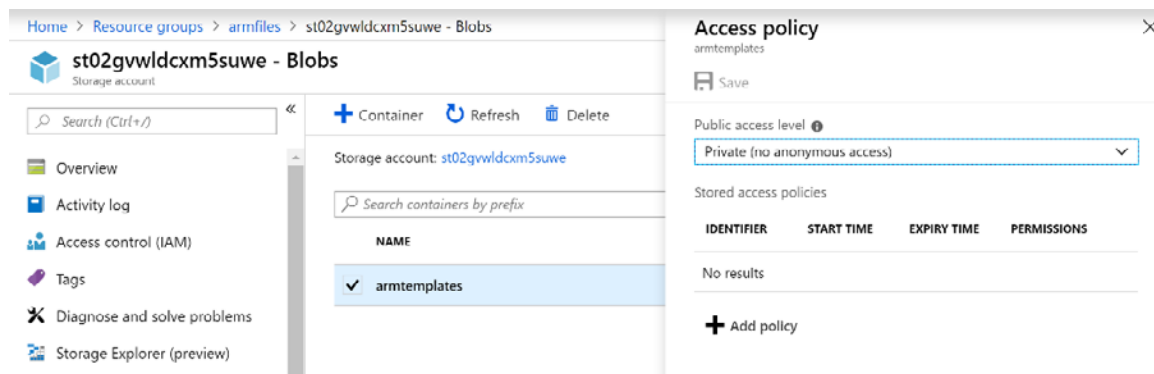 Home > Resource groups > armfiles > st02gvwldcxm5suwe - Blobs
st02gvwldcxm5suwe - Blobs
Storage account
Search (Ctrl+/)
Overview
Activity log
Access control (IAM)
Tags
Diagnose and solve problems
Storage Explorer (preview)
Container Refresh Delete
Storage account: st02gvwldcxm5suwe
Search containers by prefix
NAME
armtemplates
Access policy
armtemplates
Save
Public access level
Private (no anonymous access)
Stored access policies
IDENTIFIER START TIME EXPIRY TIME PERMISSIONS
No results
Add policy